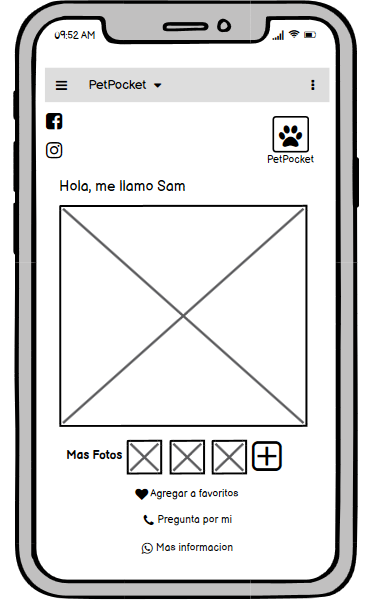 09:52 AM
PetPocket
PetPocket
Hola, me llamo Sam
Mas Fotos
Agregar a favoritos
Pregunta por mi
Mas informacion